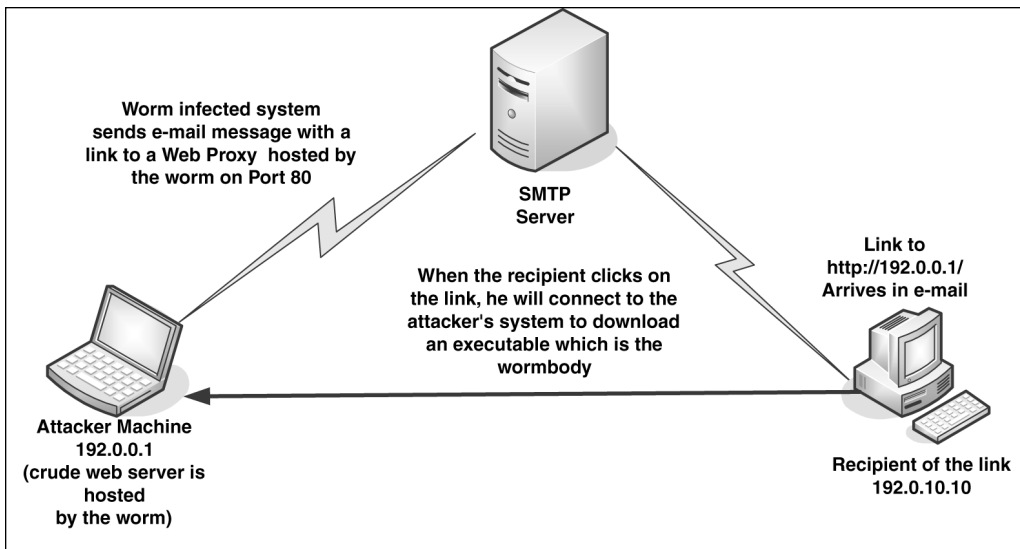 Worm infected system
sends e-mail message with a
link to a Web Proxy hosted by
the worm on Port 80
SMTP
Server
Link to
http://192.0.0.1/
Arrives in e-mail
When the recipient clicks on
the link, he will connect to the
attacker's system to download
an executable which is the
wormbody
Attacker Machine
192.0.0.1
(crude web server is
hosted
by the worm)
Recipient of the link
192.0.10.10